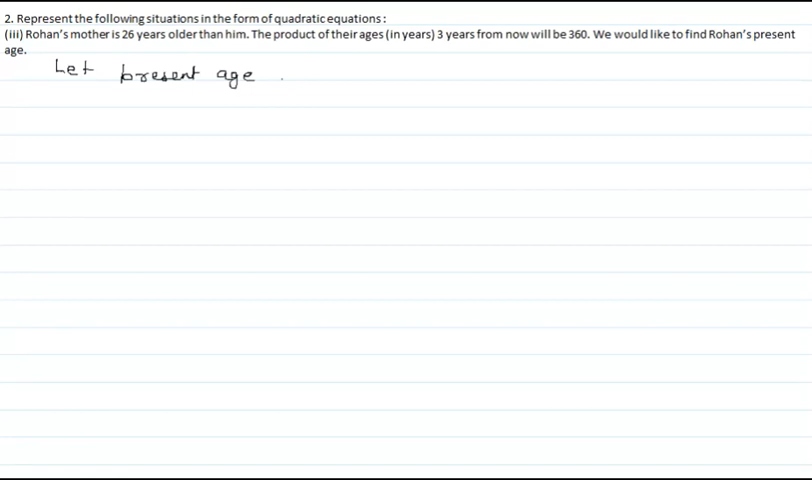 2. Represent the following situations in the form of quadratic equations :
(iii) Rohan's mother is 26 years older than him. The product of their ages (in years) 3 years from now will be 360. We would like to find Rohan's present
age.
Let present age